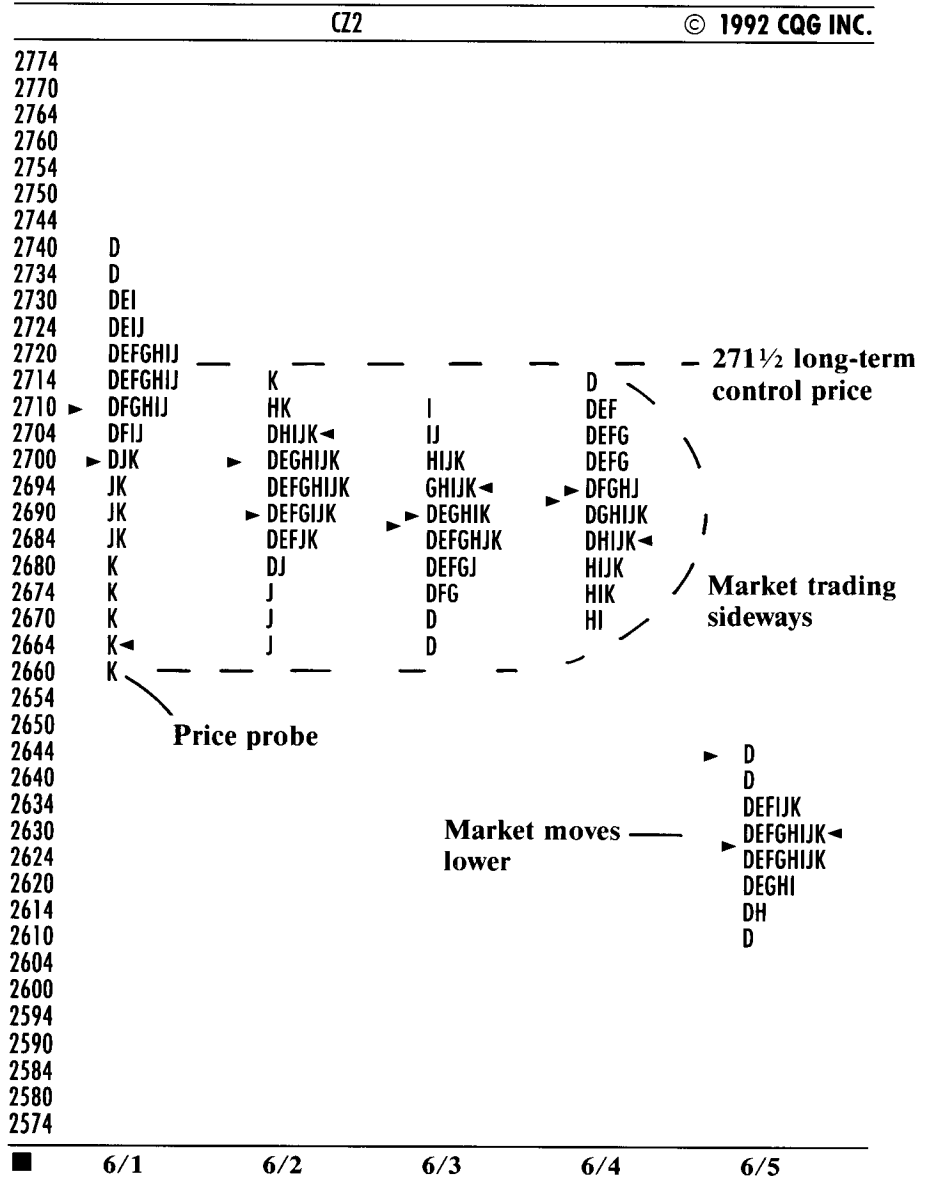 CZ2 © 1992 CQG INC.
2774
2770
2764
2760
2754
2750
2744
2740 D
2734 D
2730 DEI
2724 DEIJ
2720 DEFGHIJ 271½ long-term
2714 DEFGHIJ K D control price
2710 ► DFGHIJ HK I DEF
2704 DFIJ DHIJK◄ IJ DEFG
2700 ► DJK ► DEGHIJK HIJK DEFG
2694 JK DEFGHIJK GHIJK◄ ► DFGHJ
2690 JK ► DEFGIJK ► DEGHIK ► DGHIJK
2684 JK DEFJK ► DEFGHJK DHIJK◄
2680 K DJ DEFGJ HIJK
2674 K J DFG HIK Market trading
2670 K J D HI sideways
2664 K◄ J D
2660 K
2654
2650 Price probe
2644 ► D
2640 D
2634 DEFIJK
2630 Market moves DEFGHIJK◄
2624 lower ► DEFGHIJK
2620 DEGHI
2614 DH
2610 D
2604
2600
2594
2590
2584
2580
2574
■ 6/1 6/2 6/3 6/4 6/5